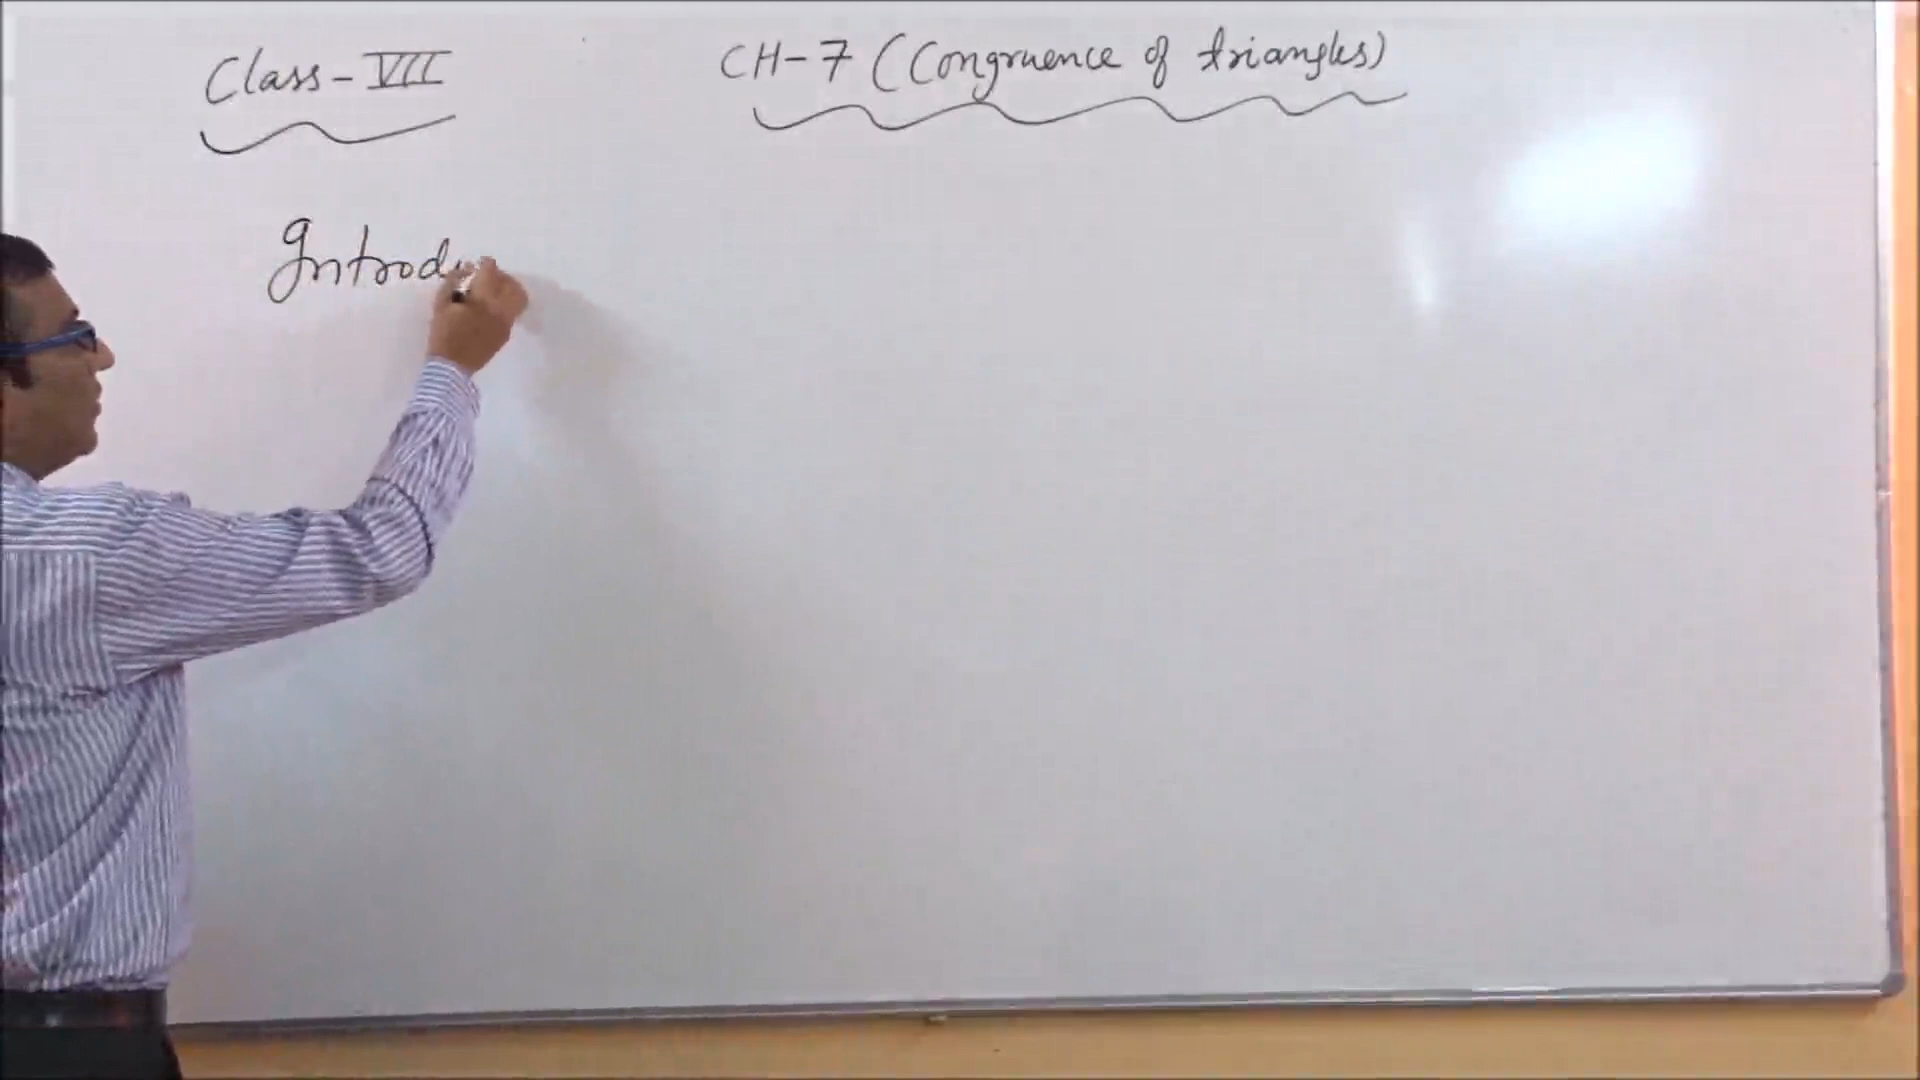 Class-VII
CH-7 (Congruence of triangles)
Introd